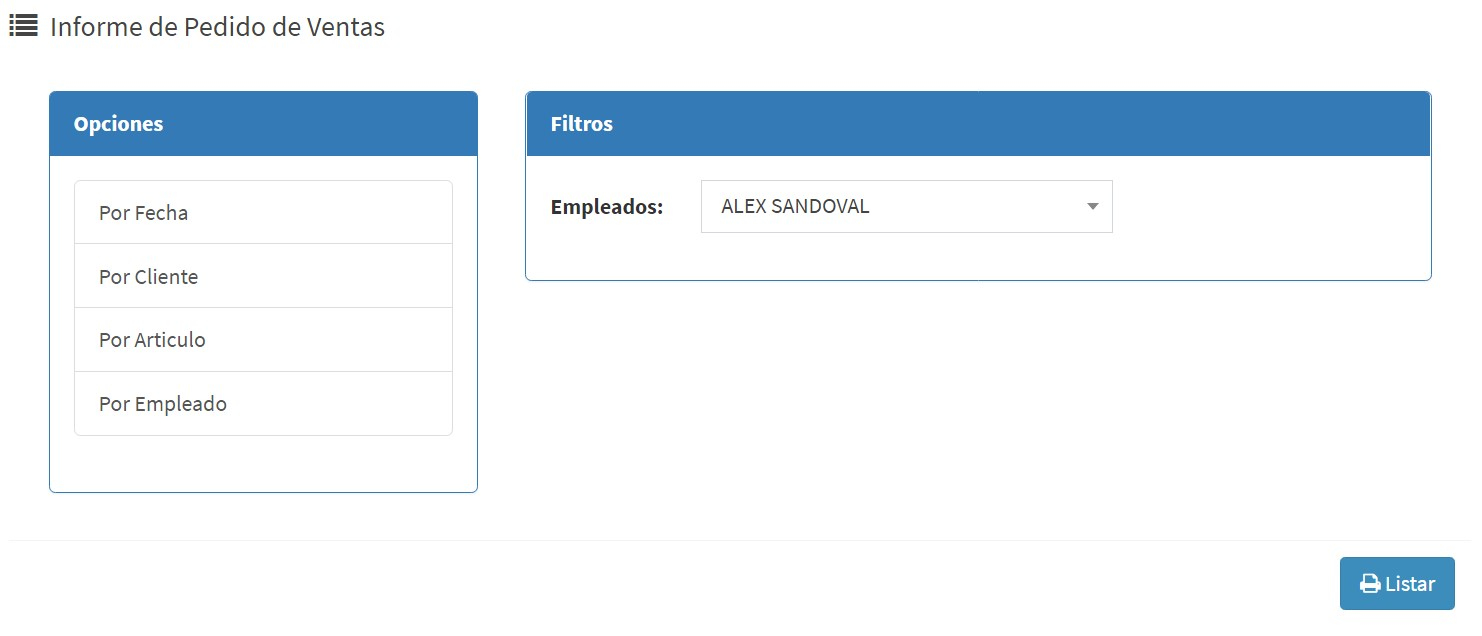 Informe de Pedido de Ventas
Opciones
Por Fecha
Por Cliente
Por Articulo
Por Empleado
Filtros
Empleados: ALEX SANDOVAL
Listar